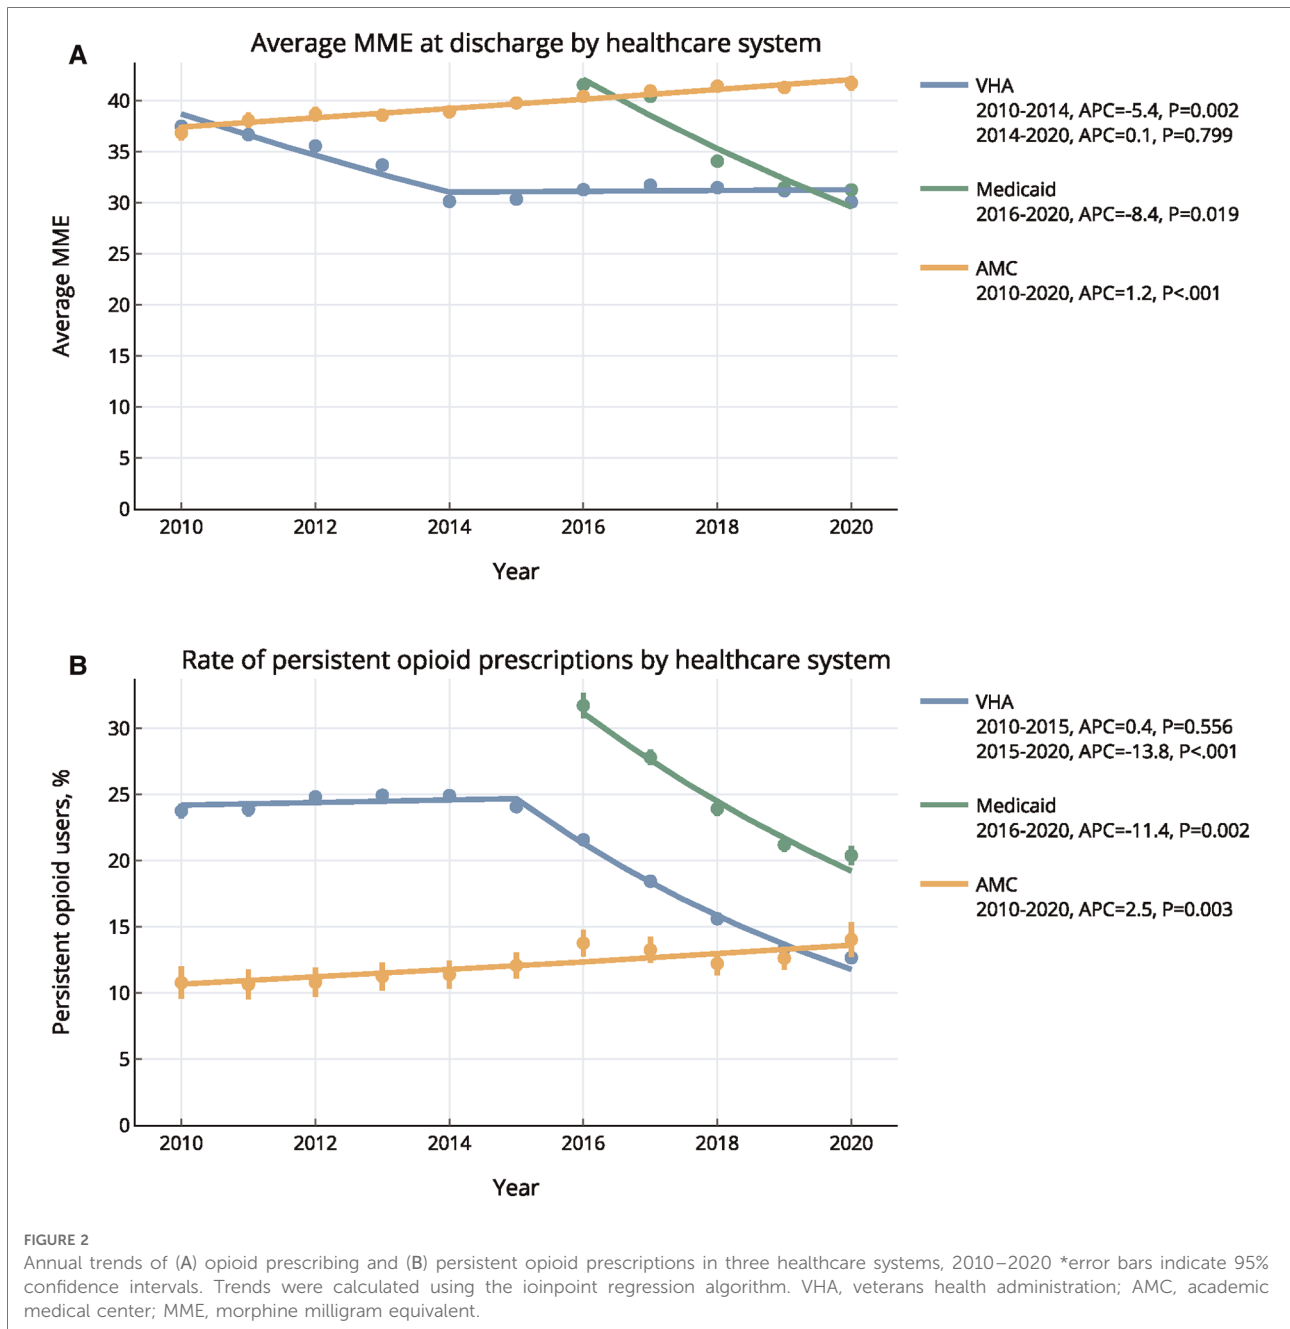 A
Average MME at discharge by healthcare system
Average MME
40
35
30
25
20
15
10
5
0
2010
2012
2014
2016
2018
2020
Year
VHA
2010-2014, APC=-5.4, P=0.002
2014-2020, APC=0.1, P=0.799
Medicaid
2016-2020, APC=-8.4, P=0.019
AMC
2010-2020, APC=1.2, P<.001
B
Rate of persistent opioid prescriptions by healthcare system
Persistent opioid users, %
30
25
20
15
10
5
0
2010
2012
2014
2016
2018
2020
Year
VHA
2010-2015, APC=0.4, P=0.556
2015-2020, APC=-13.8, P<.001
Medicaid
2016-2020, APC=-11.4, P=0.002
AMC
2010-2020, APC=2.5, P=0.003
FIGURE 2
Annual trends of (A) opioid prescribing and (B) persistent opioid prescriptions in three healthcare systems, 2010–2020 *error bars indicate 95%
confidence intervals. Trends were calculated using the ioinpoint regression algorithm. VHA, veterans health administration; AMC, academic
medical center; MME, morphine milligram equivalent.